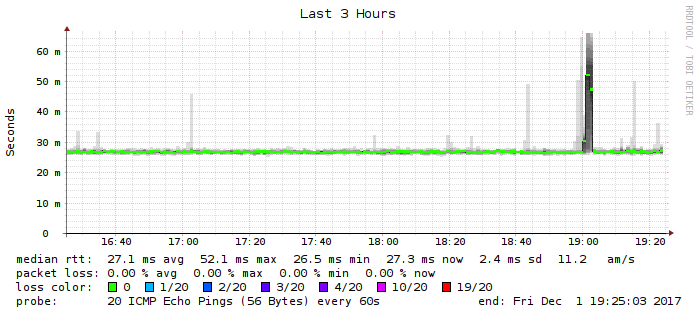 Last 3 Hours
RRDTOOL / TOBI OETIKER
Seconds
60 m
50 m
40 m
30 m
20 m
10 m
0
16:40 17:00 17:20 17:40 18:00 18:20 18:40 19:00 19:20
median rtt: 27.1 ms avg 52.1 ms max 26.5 ms min 27.3 ms now 2.4 ms sd 11.2 am/s
packet loss: 0.00 % avg 0.00 % max 0.00 % min 0.00 % now
loss color: 0 1/20 2/20 3/20 4/20 10/20 19/20
probe: 20 ICMP Echo Pings (56 Bytes) every 60s end: Fri Dec 1 19:25:03 2017